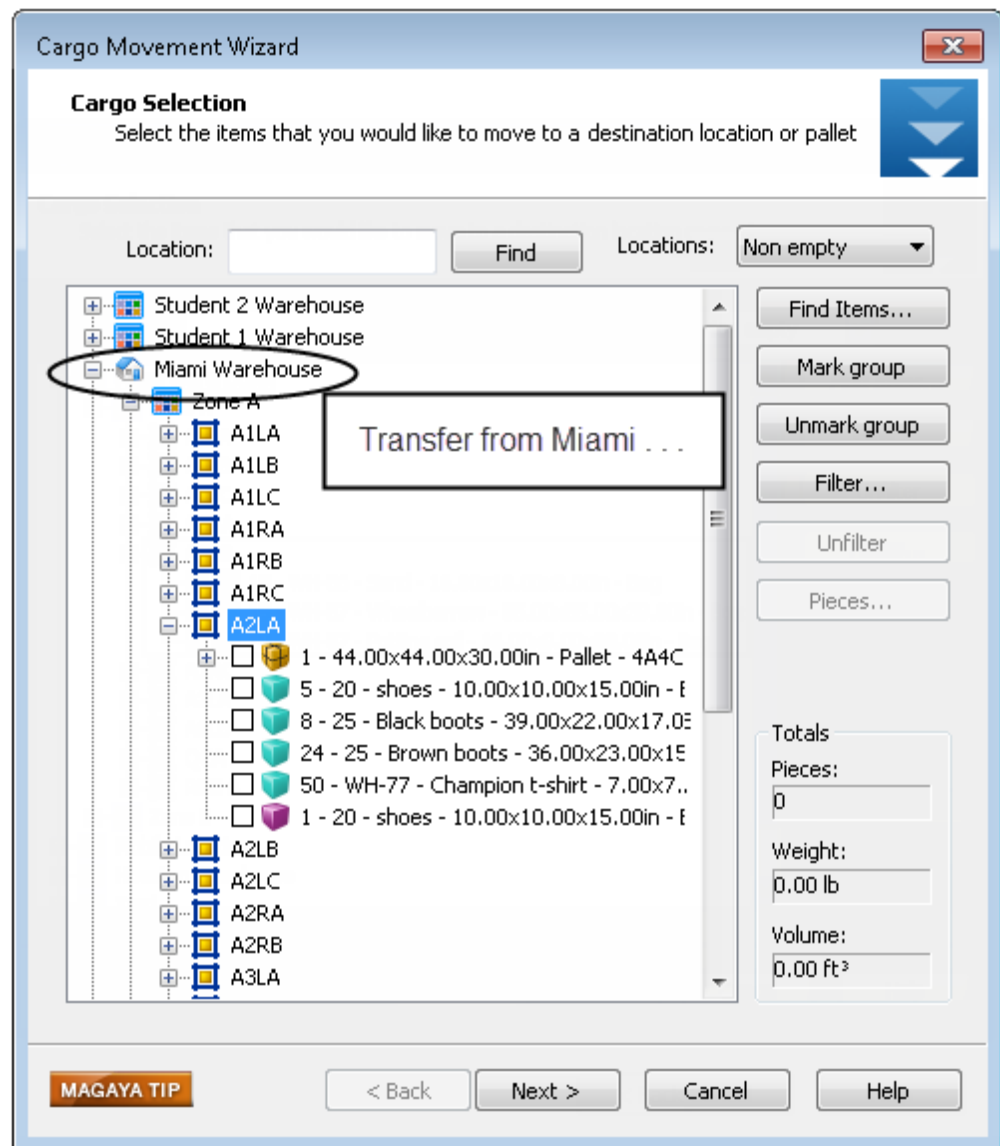 Cargo Movement Wizard
Cargo Selection
Select the items that you would like to move to a destination location or pallet
Location:
Find
Locations:
Non empty
Student 2 Warehouse
Student 1 Warehouse
Miami Warehouse
Zone A
A1LA
A1LB
A1LC
A1RA
A1RB
A1RC
A2LA
1 - 44.00x44.00x30.00in - Pallet - 4A4C
5 - 20 - shoes - 10.00x10.00x15.00in -
8 - 25 - Black boots - 39.00x22.00x17.0
24 - 25 - Brown boots - 36.00x23.00x15
50 - WH-77 - Champion t-shirt - 7.00x7..
1 - 20 - shoes - 10.00x10.00x15.00in -
A2LB
A2LC
A2RA
A2RB
A3LA
Transfer from Miami . . .
Find Items...
Mark group
Unmark group
Filter...
Unfilter
Pieces...
Totals
Pieces:
0
Weight:
0.00 lb
Volume:
0.00 ft³
MAGAYA TIP
< Back
Next >
Cancel
Help